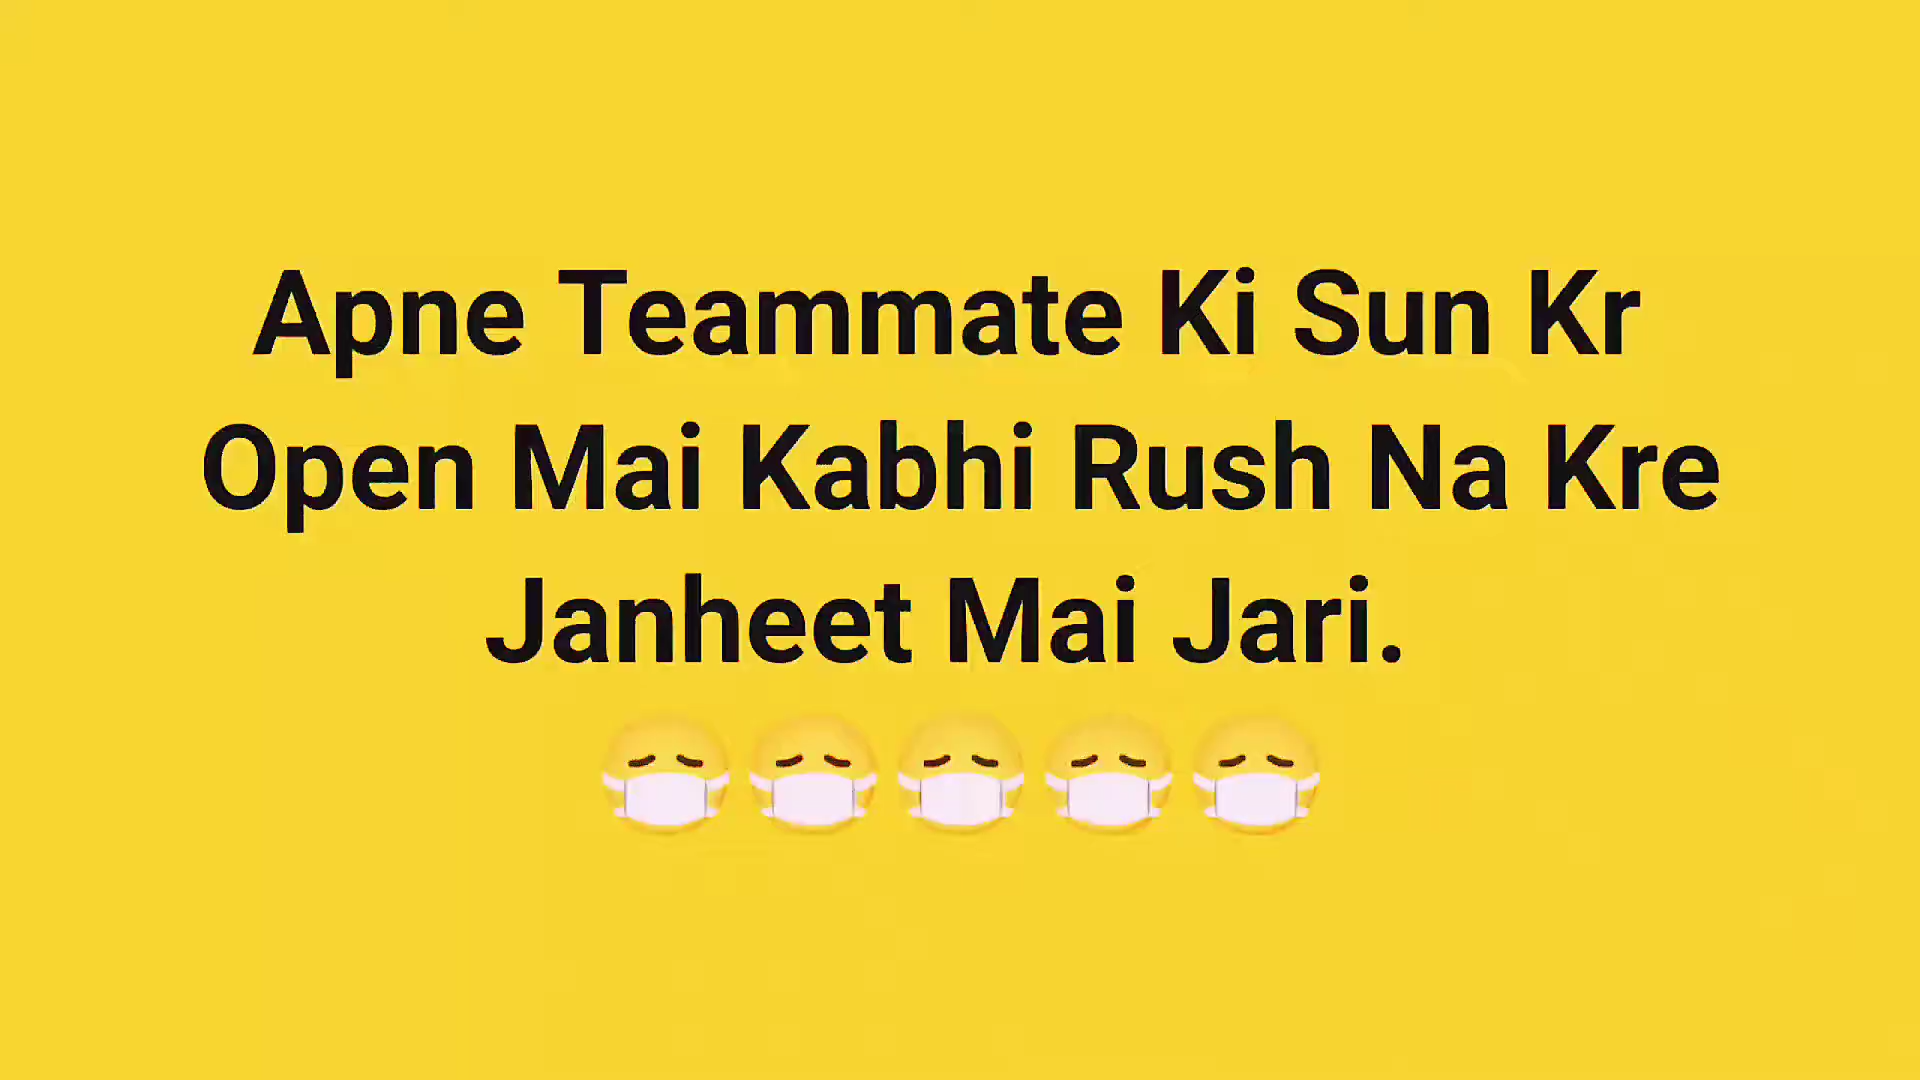 Apne Teammate Ki Sun Kr
Open Mai Kabhi Rush Na Kre
Janheet Mai Jari.
😷😷😷😷😷